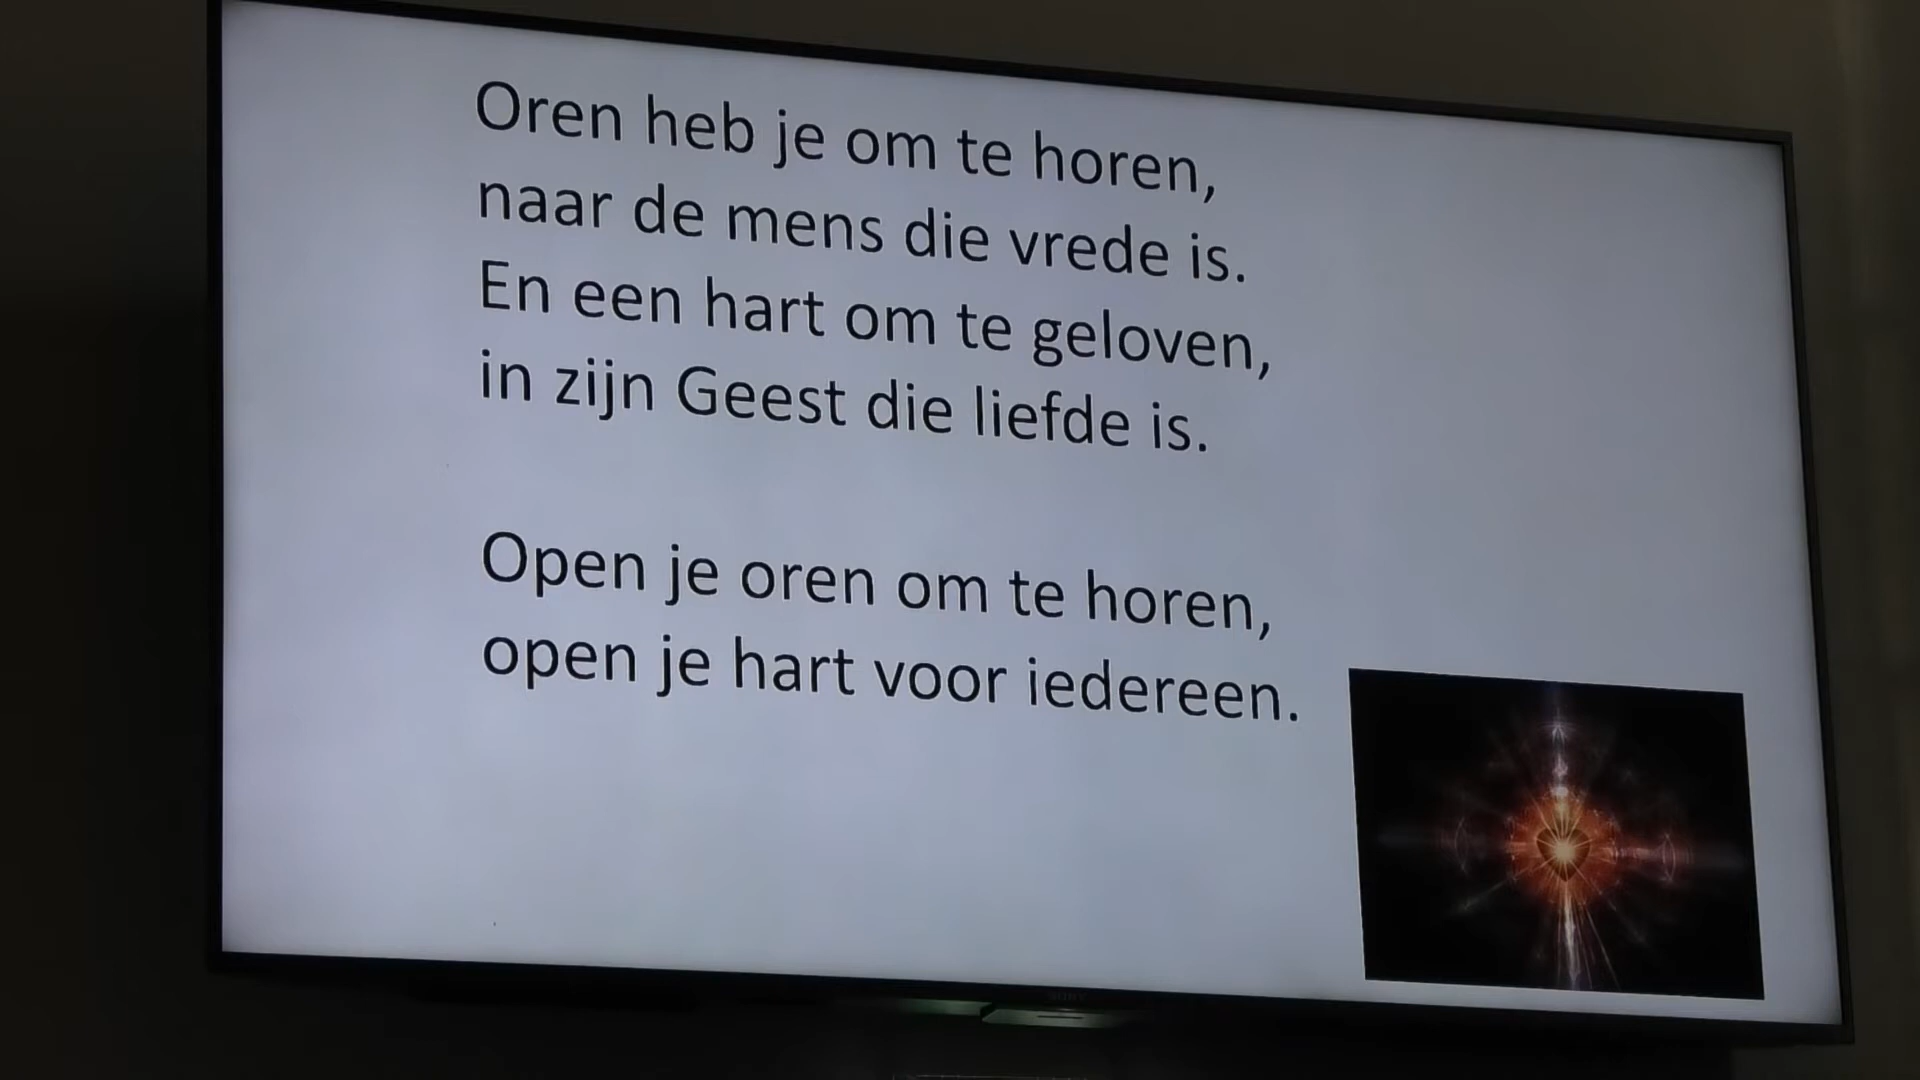 Oren heb je om te horen,
naar de mens die vrede is.
En een hart om te geloven,
in zijn Geest die liefde is.
Open je oren om te horen,
open je hart voor iedereen.
SONY